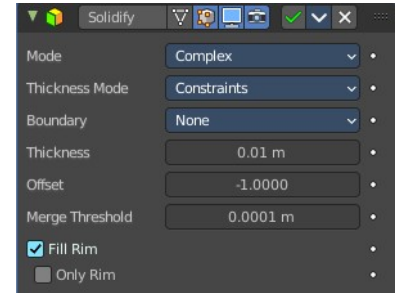 Solidify
Mode Complex
Thickness Mode Constraints
Boundary None
Thickness 0.01 m
Offset -1.0000
Merge Threshold 0.0001 m
Fill Rim
Only Rim